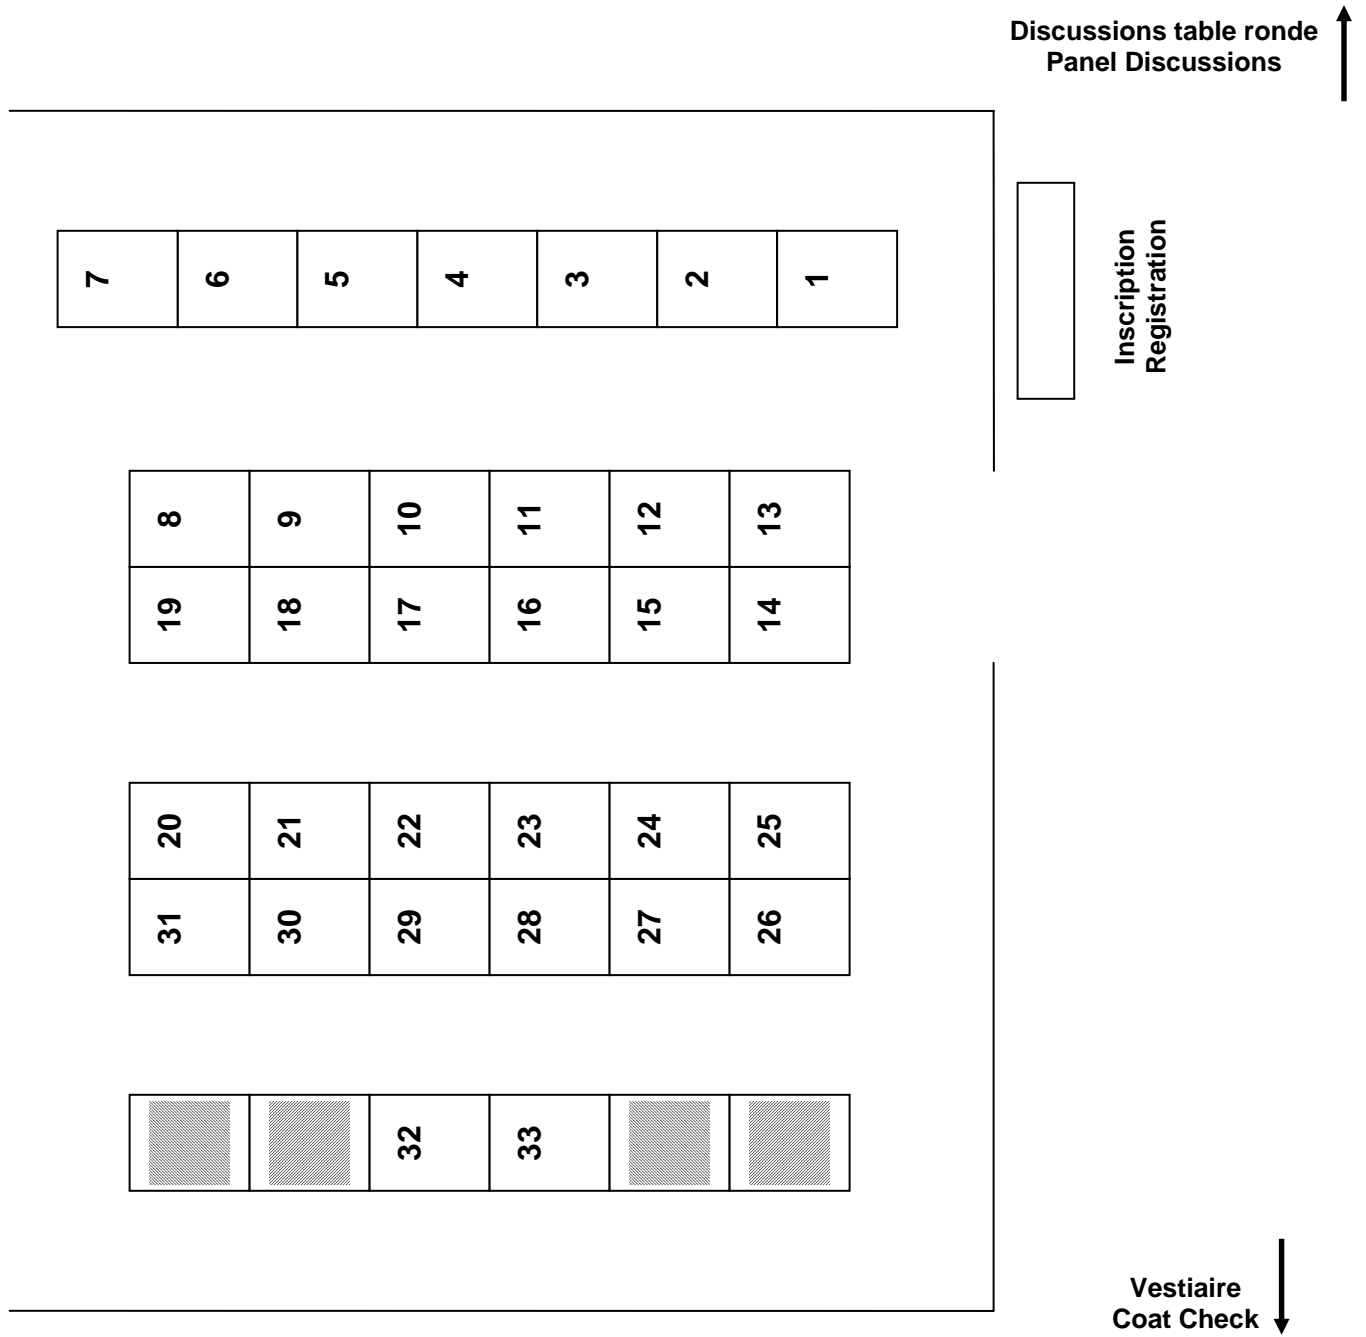 Discussions table ronde
Panel Discussions
Inscription
Registration
7 6 5 4 3 2 1
8 9 10 11 12 13
19 18 17 16 15 14
20 21 22 23 24 25
31 30 29 28 27 26
32 33
Vestiaire
Coat Check